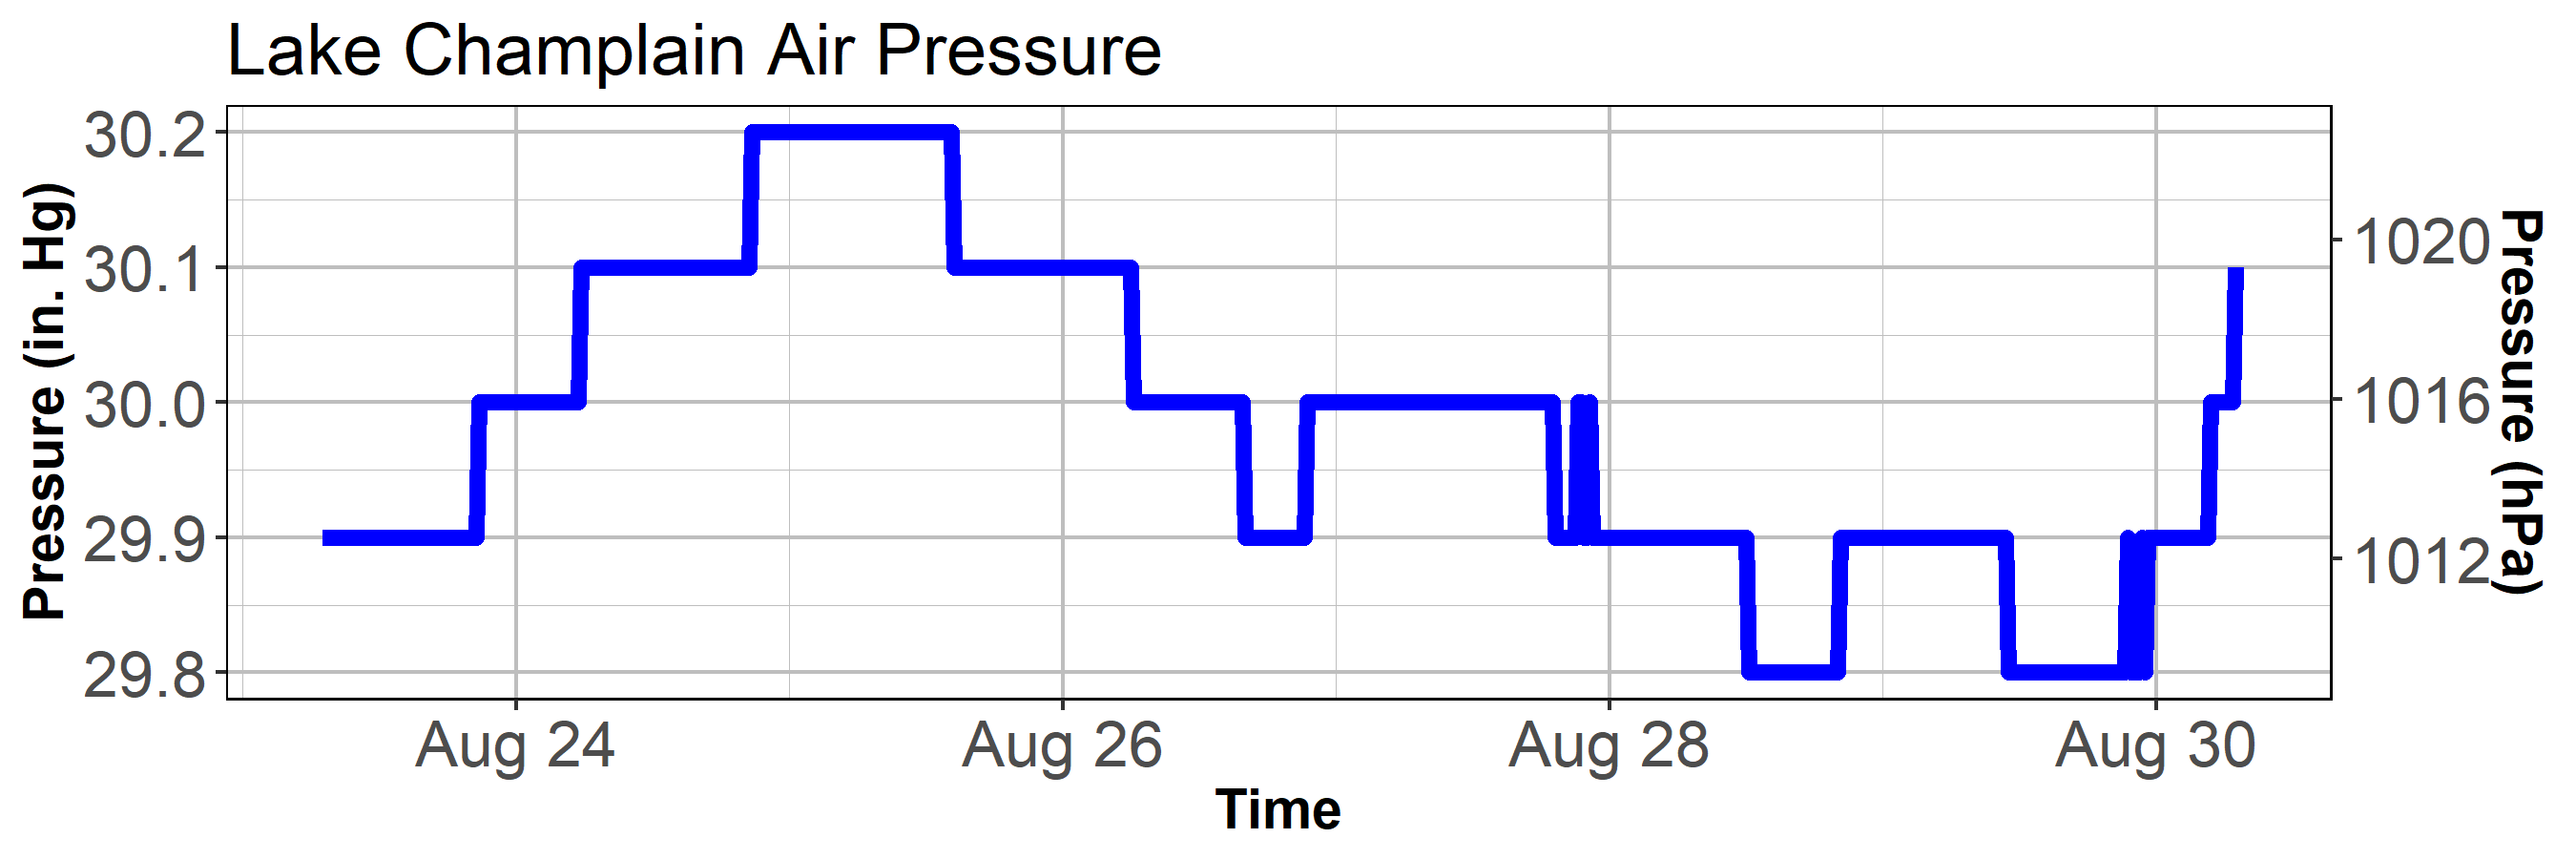 Lake Champlain Air Pressure
Pressure (in. Hg)
30.2
30.1
30.0
29.9
29.8
1020
1016
1012
Pressure (hPa)
Aug 24 Aug 26 Aug 28 Aug 30
Time